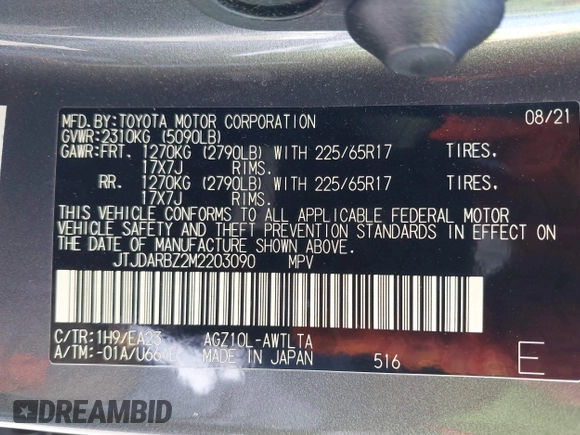 MFD.BY:TOYOTA MOTOR CORPORATION 08/21
GVWR:2310KG (5090LB)
GAWR:FRT. 1270KG (2790LB) WITH 225/65R17 TIRES.
17X7J RIMS.
RR. 1270KG (2790LB) WITH 225/65R17 TIRES.
17X7J RIMS.
THIS VEHICLE CONFORMS TO ALL APPLICABLE FEDERAL MOTOR
VEHICLE SAFETY AND THEFT PREVENTION STANDARDS IN EFFECT ON
THE DATE OF MANUFACTURE SHOWN ABOVE.
JTJDARBZ2M2203090 MPV
C/TR:1H9/EA23 AGZ10L-AWTLTA
A/TM:-01A/U66 MADE IN JAPAN 516 E
DREAMBID